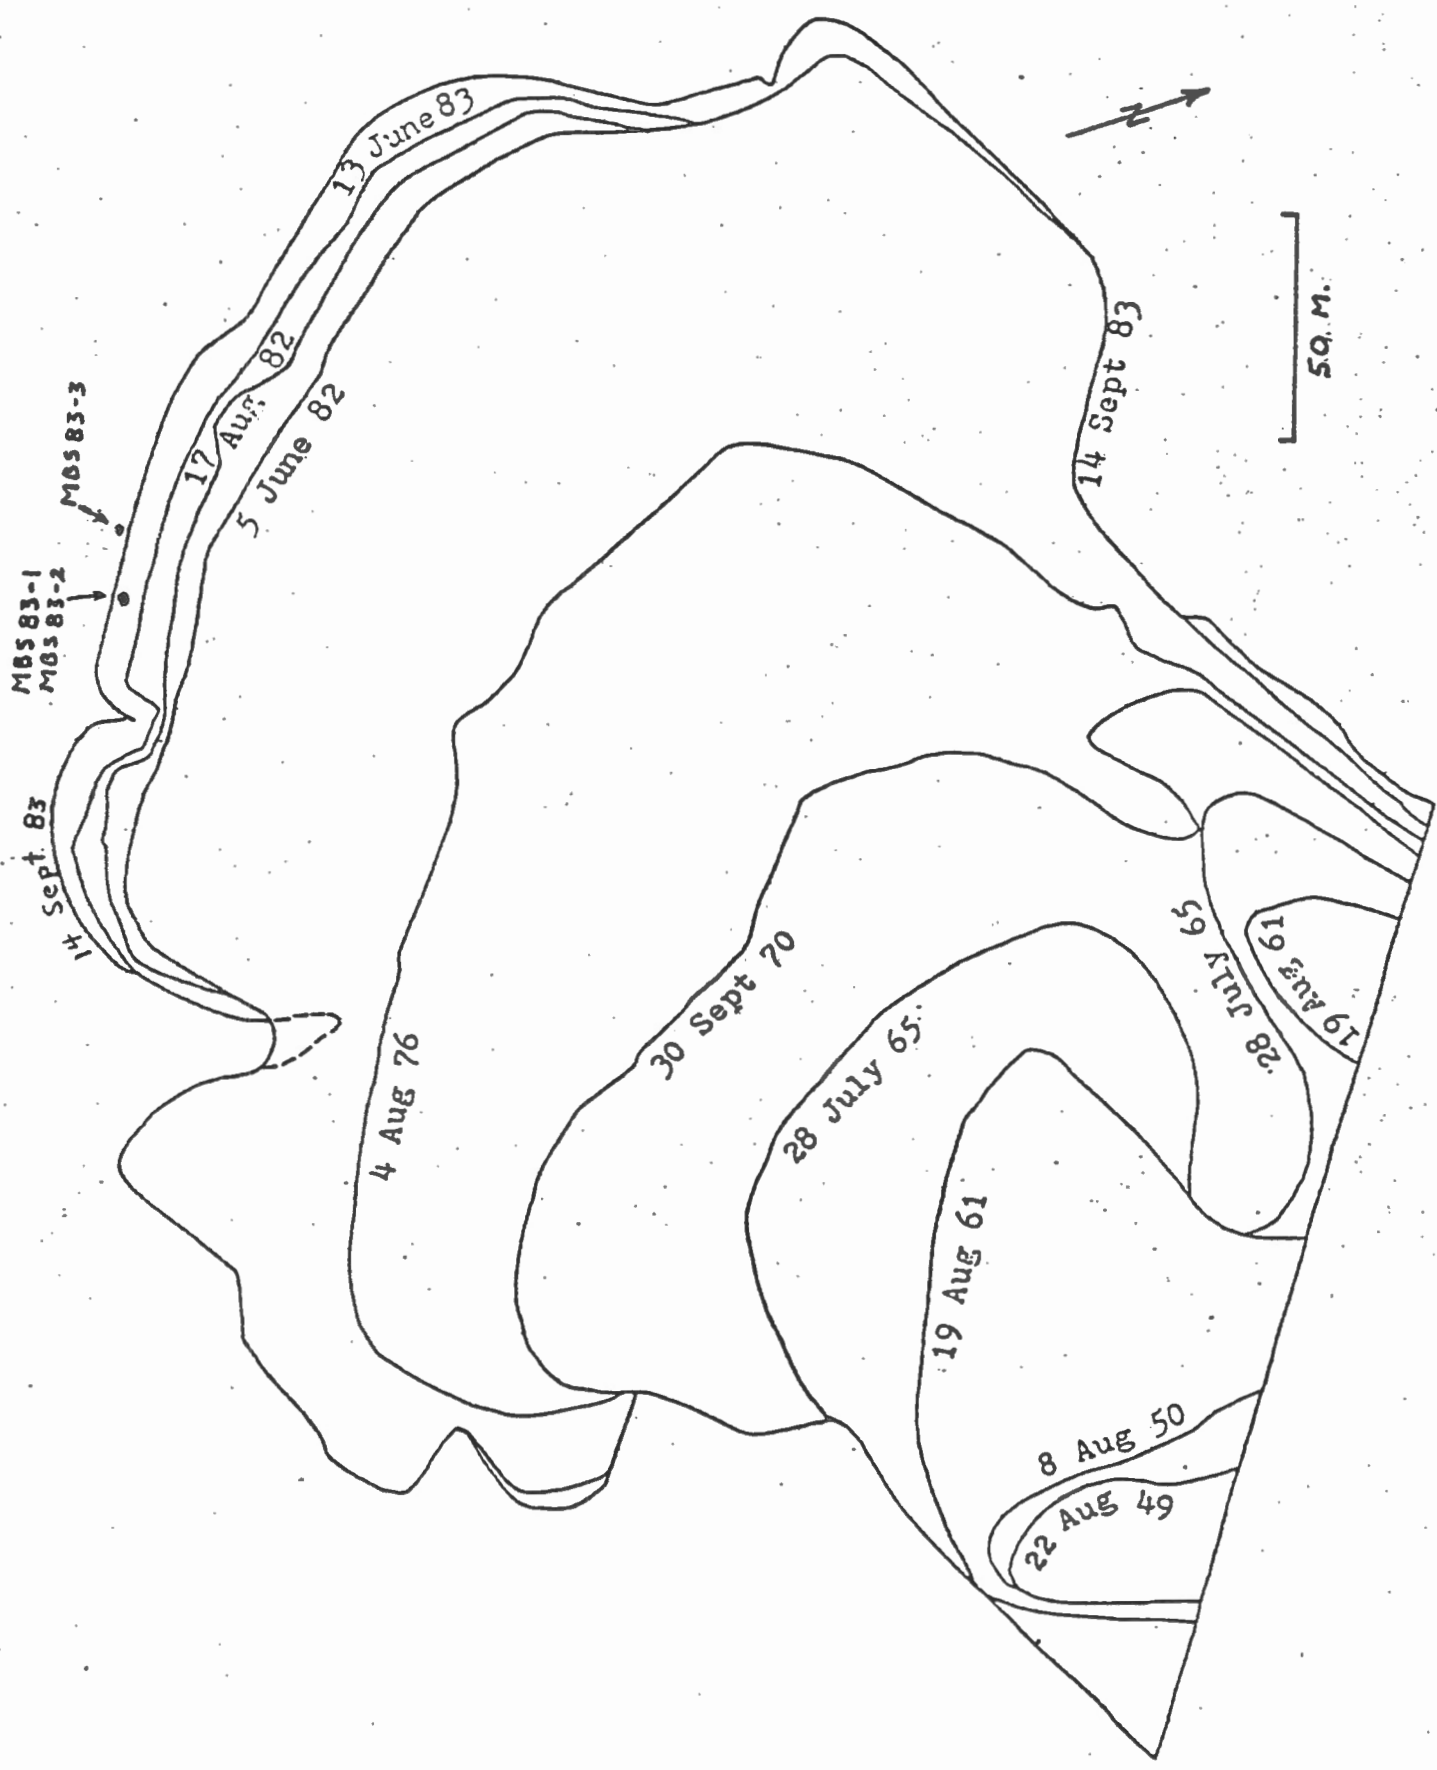 13 June 83
17 Aug. 82
5 June 82
MBS 83-3
MBS 83-1
MBS 83-2
14 Sept. 83
14 Sept 83
N
50 M.
4 Aug 76
30 Sept 70
28 July 65
28 July 65
19 Aug 61
19 Aug 61
8 Aug 50
22 Aug 49